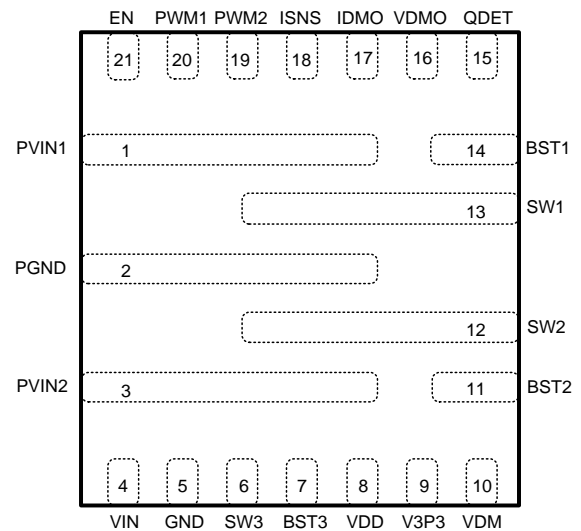 EN PWM1 PWM2 ISNS IDMO VDMO QDET
21 20 19 18 17 16 15
PVIN1 1 14 BST1
13 SW1
PGND 2
12 SW2
PVIN2 3 11 BST2
4 5 6 7 8 9 10
VIN GND SW3 BST3 VDD V3P3 VDM